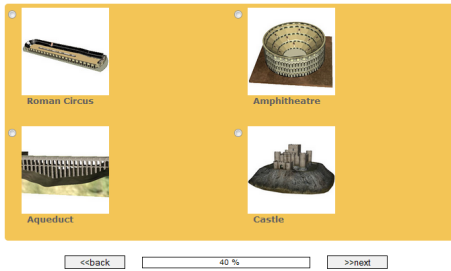 Roman Circus
Amphitheatre
Aqueduct
Castle
<<back
40 %
>>next